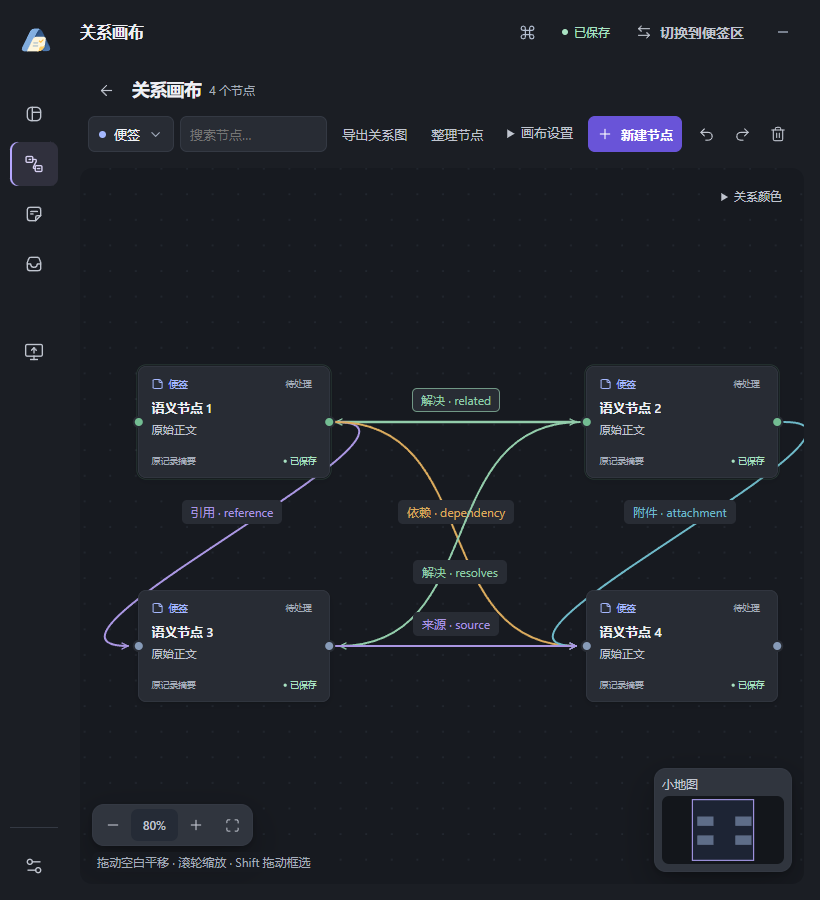 关系画布
⌘
已保存
切换到便签区
关系画布 4 个节点
便签
搜索节点...
导出关系图
整理节点
画布设置
新建节点
关系颜色
便签 待处理
语义节点 1
原始正文
原记录摘要 已保存
解决 · related
便签 待处理
语义节点 2
原始正文
原记录摘要 已保存
引用 · reference
依赖 · dependency
附件 · attachment
解决 · resolves
来源 · source
便签 待处理
语义节点 3
原始正文
原记录摘要 已保存
便签 待处理
语义节点 4
原始正文
原记录摘要 已保存
小地图
80%
拖动空白平移 · 滚轮缩放 · Shift 拖动框选